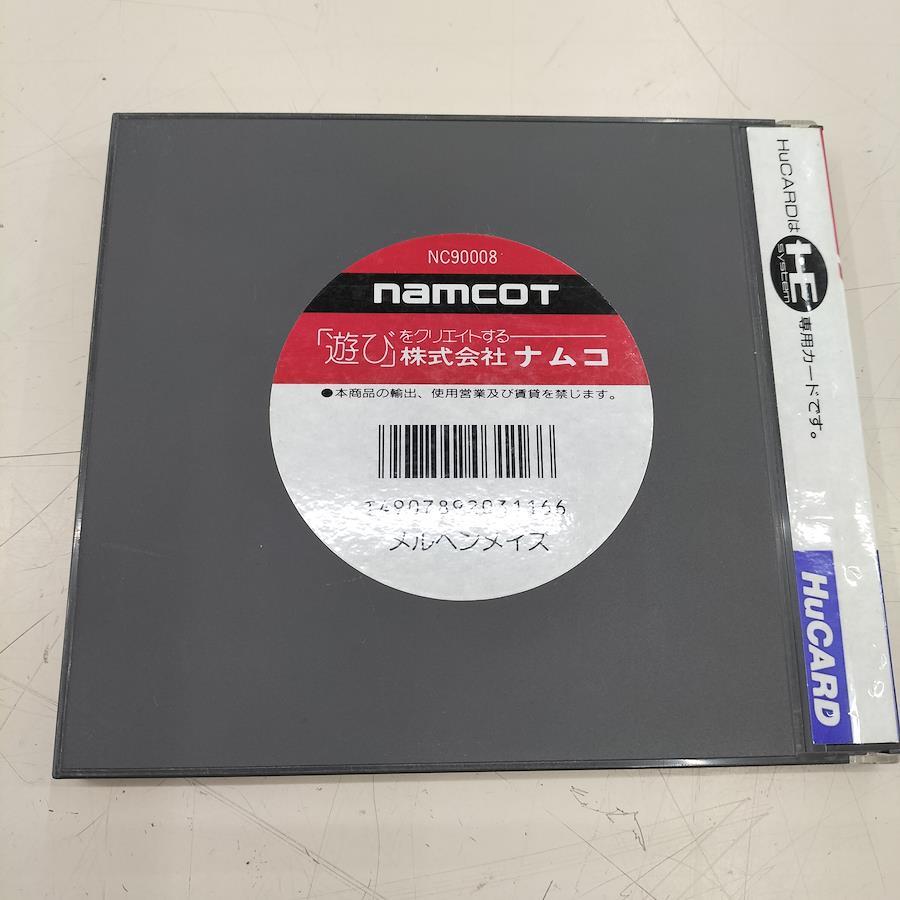 NC90008
namcot
「遊び」をクリエイトする
株式会社 ナムコ
●本商品の輸出、使用営業及び賃貸を禁じます。
4907892031166
メルヘンメイズ
HuCARDは
HE
system
専用カードです。
HuCARD